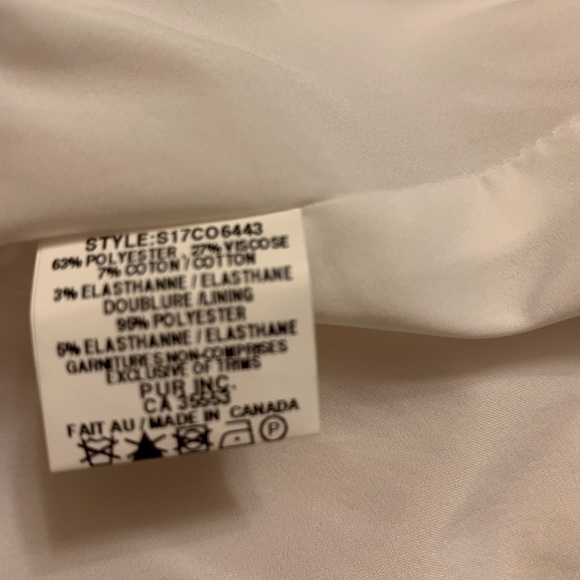 STYLE:S17CO6443
63% POLYESTER, 27% VISCOSE
7% COTON / COTTON
3% ELASTHANNE / ELASTHANE
DOUBLURE /LINING
95% POLYESTER
5% ELASTHANNE / ELASTHANE
GARNITURES NON-COMPRISES
EXCLUSIVE OF TRIMS
PUR INC.
CA 35553
FAIT AU / MADE IN CANADA
P